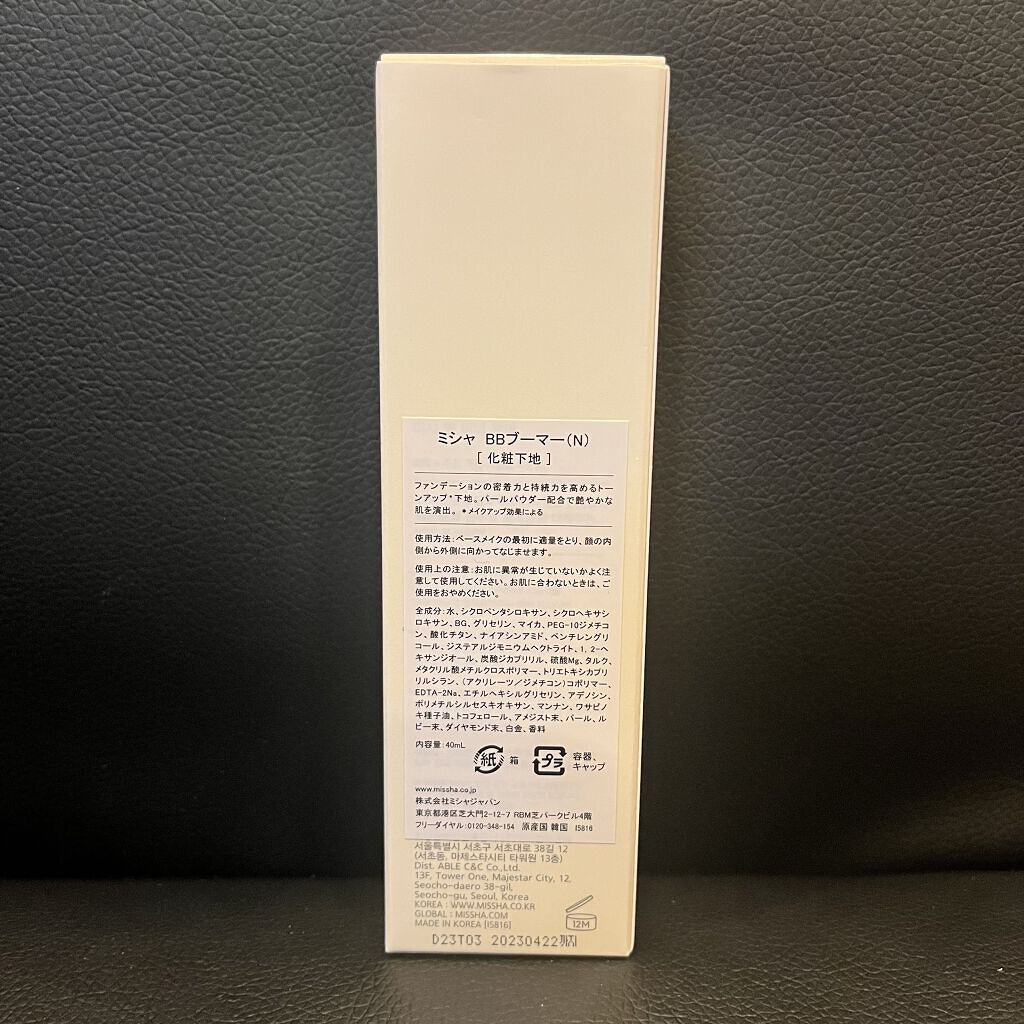 ミシャ BBブーマー(N)
[ 化粧下地 ]
ファンデーションの密着力と持続力を高めるトー
ンアップ*下地。パールパウダー配合で艶やかな
肌を演出。 *メイクアップ効果による
使用方法:ベースメイクの最初に適量をとり、顔の内
側から外側に向かってなじませます。
使用上の注意:お肌に異常が生じていないかよく注
意して使用してください。お肌に合わないときは、ご
使用をおやめください。
全成分:水、シクロペンタシロキサン、シクロヘキサシ
ロキサン、BG、グリセリン、マイカ、PEG-10ジメチコ
ン、酸化チタン、ナイアシンアミド、ペンチレングリ
コール、ジステアルジモニウムヘクトライト、1, 2-ヘ
キサンジオール、炭酸ジカプリリル、硫酸Mg、タルク、
メタクリル酸メチルクロスポリマー、トリエトキシカプリ
リルシラン、(アクリレーツ/ジメチコン)コポリマー、
EDTA-2Na、エチルヘキシルグリセリン、アデノシン、
ポリメチルシルセスキオキサン、マンナン、ワサビノ
キ種子油、トコフェロール、アメジスト末、パール、ル
ビー末、ダイヤモンド末、白金、香料
内容量:40mL
紙 箱 プラ 容器、
キャップ
www.missha.co.jp
株式会社ミシャジャパン
東京都港区芝大門2-12-7 RBM芝パークビル4階
フリーダイヤル:0120-348-154 原産国 韓国 I5816
서울특별시 서초구 서초대로 38길 12
(서초동, 마제스타시티 타워원 13층)
Dist. ABLE C&C Co.,Ltd.
13F, Tower One, Majestar City, 12,
Seocho-daero 38-gil,
Seocho-gu, Seoul, Korea
KOREA : WWW.MISSHA.CO.KR
GLOBAL : MISSHA.COM
MADE IN KOREA [I5816]
12M
D23T03 20230422까지